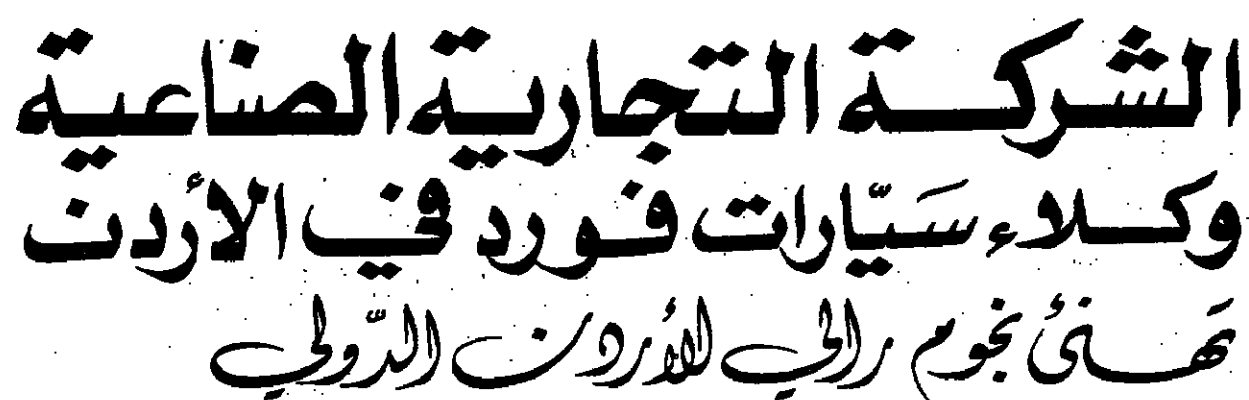 الشركة التجارية الصناعية
وكلاء سيّارات فورد في الأردن
تهنئ نجوم رالي الأردن الدّولي